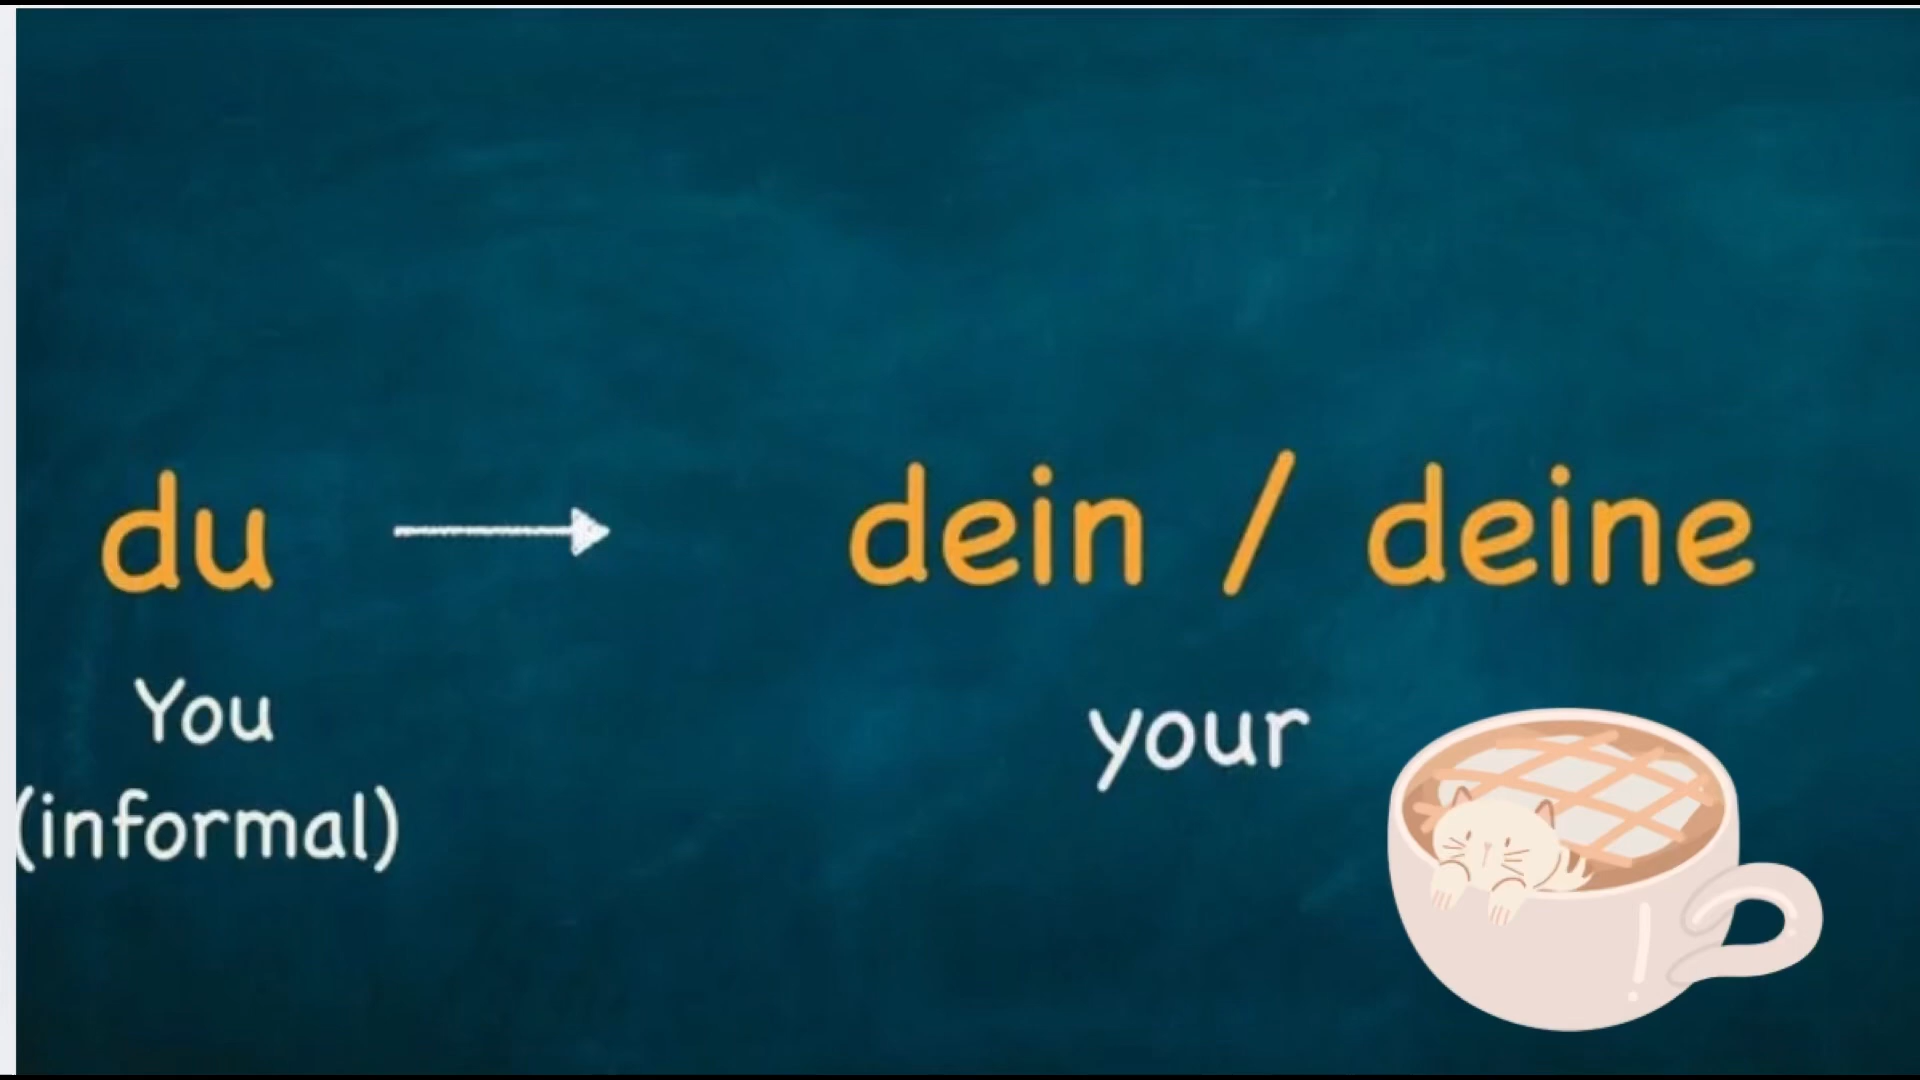 du → dein / deine
You your
(informal)